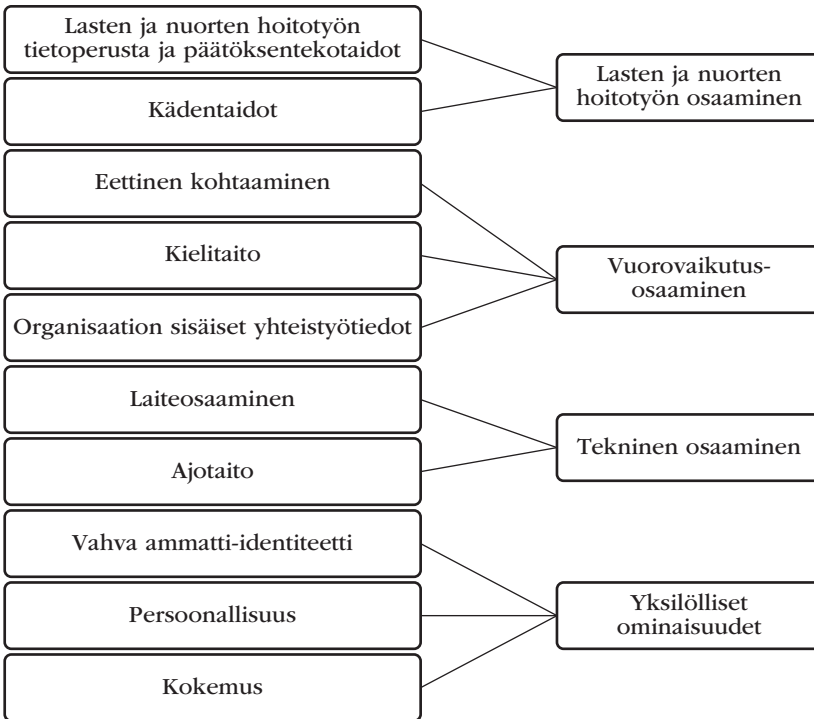 Lasten ja nuorten hoitotyön
tietoperusta ja päätöksentekotaidot
Kädentaidot
Lasten ja nuorten
hoitotyön osaaminen
Eettinen kohtaaminen
Kielitaito
Organisaation sisäiset yhteistyötiedot
Vuorovaikutus-
osaaminen
Laiteosaaminen
Ajotaito
Tekninen osaaminen
Vahva ammatti-identiteetti
Persoonallisuus
Kokemus
Yksilölliset
ominaisuudet